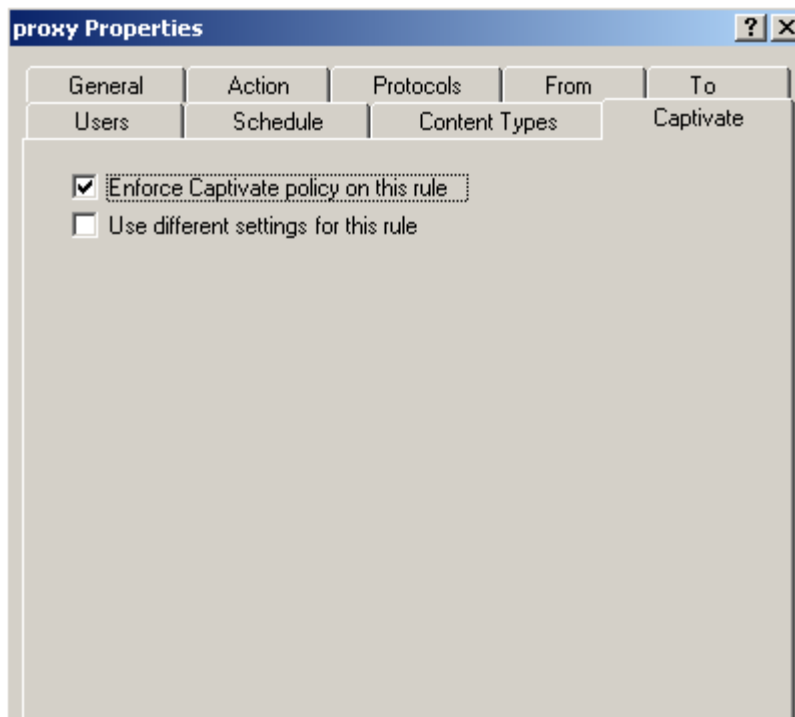 proxy Properties ?
General Action Protocols From To
Users Schedule Content Types Captivate
Enforce Captivate policy on this rule
Use different settings for this rule